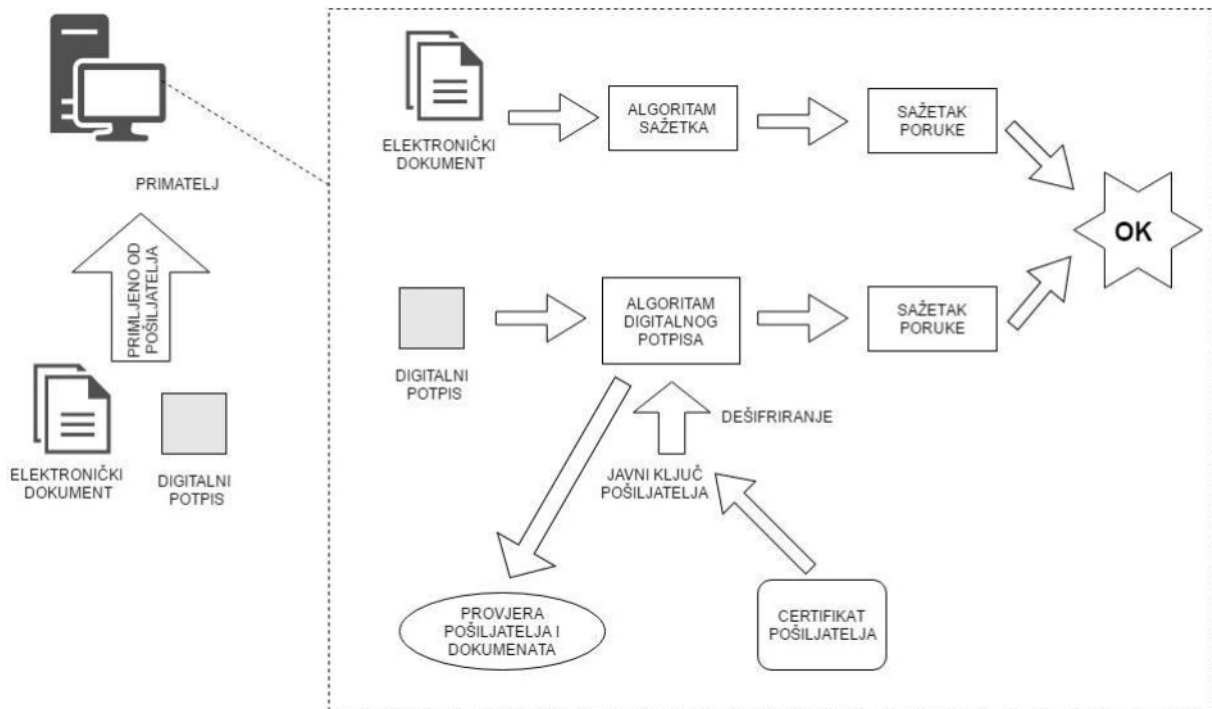 PRIMATELJ
PRIMLJENO OD
POŠILJATELJA
ELEKTRONIČKI
DOKUMENT
DIGITALNI
POTPIS
ELEKTRONIČKI
DOKUMENT
ALGORITAM
SAŽETKA
SAŽETAK
PORUKE
OK
DIGITALNI
POTPIS
ALGORITAM
DIGITALNOG
POTPISA
SAŽETAK
PORUKE
DEŠIFRIRANJE
JAVNI KLJUČ
POŠILJATELJA
PROVJERA
POŠILJATELJA I
DOKUMENATA
CERTIFIKAT
POŠILJATELJA